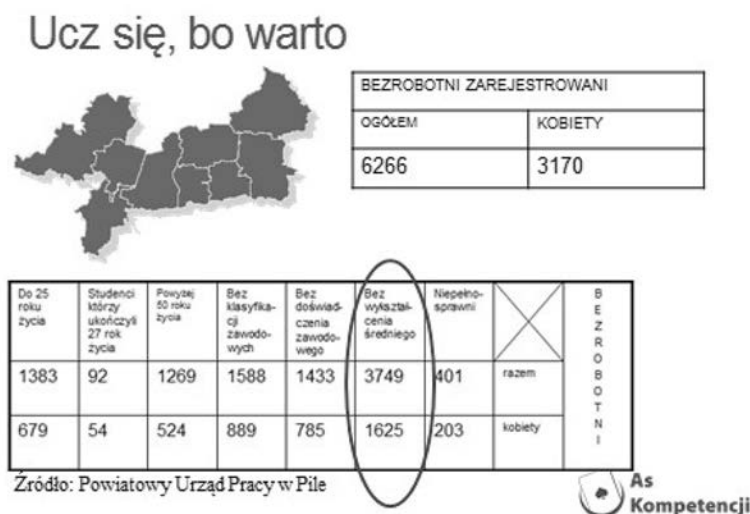 Ucz się, bo warto
BEZROBOTNI ZAREJESTROWANI
OGÓŁEM
KOBIETY
6266
3170
Do 25
roku
życia
Studenci
którzy
ukończyli
27 rok
życia
Powyżej
50 roku
życia
Bez
klasyfika-
cji
zawodo-
wych
Bez
doświad-
czenia
zawodo-
wego
Bez
wykształ-
cenia
średniego
Niepełno-
sprawni
BEZROBOTNI
1383 92 1269 1588 1433 3749 401 razem
679 54 524 889 785 1625 203 kobiety
Źródło: Powiatowy Urząd Pracy w Pile
As
Kompetencji